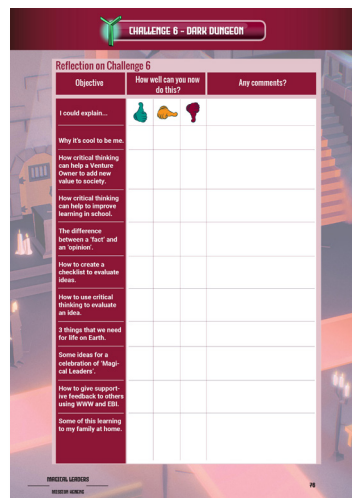 CHALLENGE 6 - DARK DUNGEON
Reflection on Challenge 6
Objective
How well can you now
do this?
Any comments?
I could explain...
Why it's cool to be me.
How critical thinking
can help a Venture
Owner to add new
value to society.
How critical thinking
can help to improve
learning in school.
The difference
between a 'fact' and
an 'opinion'.
How to create a
checklist to evaluate
ideas.
How to use critical
thinking to evaluate
an idea.
3 things that we need
for life on Earth.
Some ideas for a
celebration of 'Magi-
cal Leaders'.
How to give support-
ive feedback to others
using WWW and EBI.
Some of this learning
to my family at home.
MAGICAL LEADERS